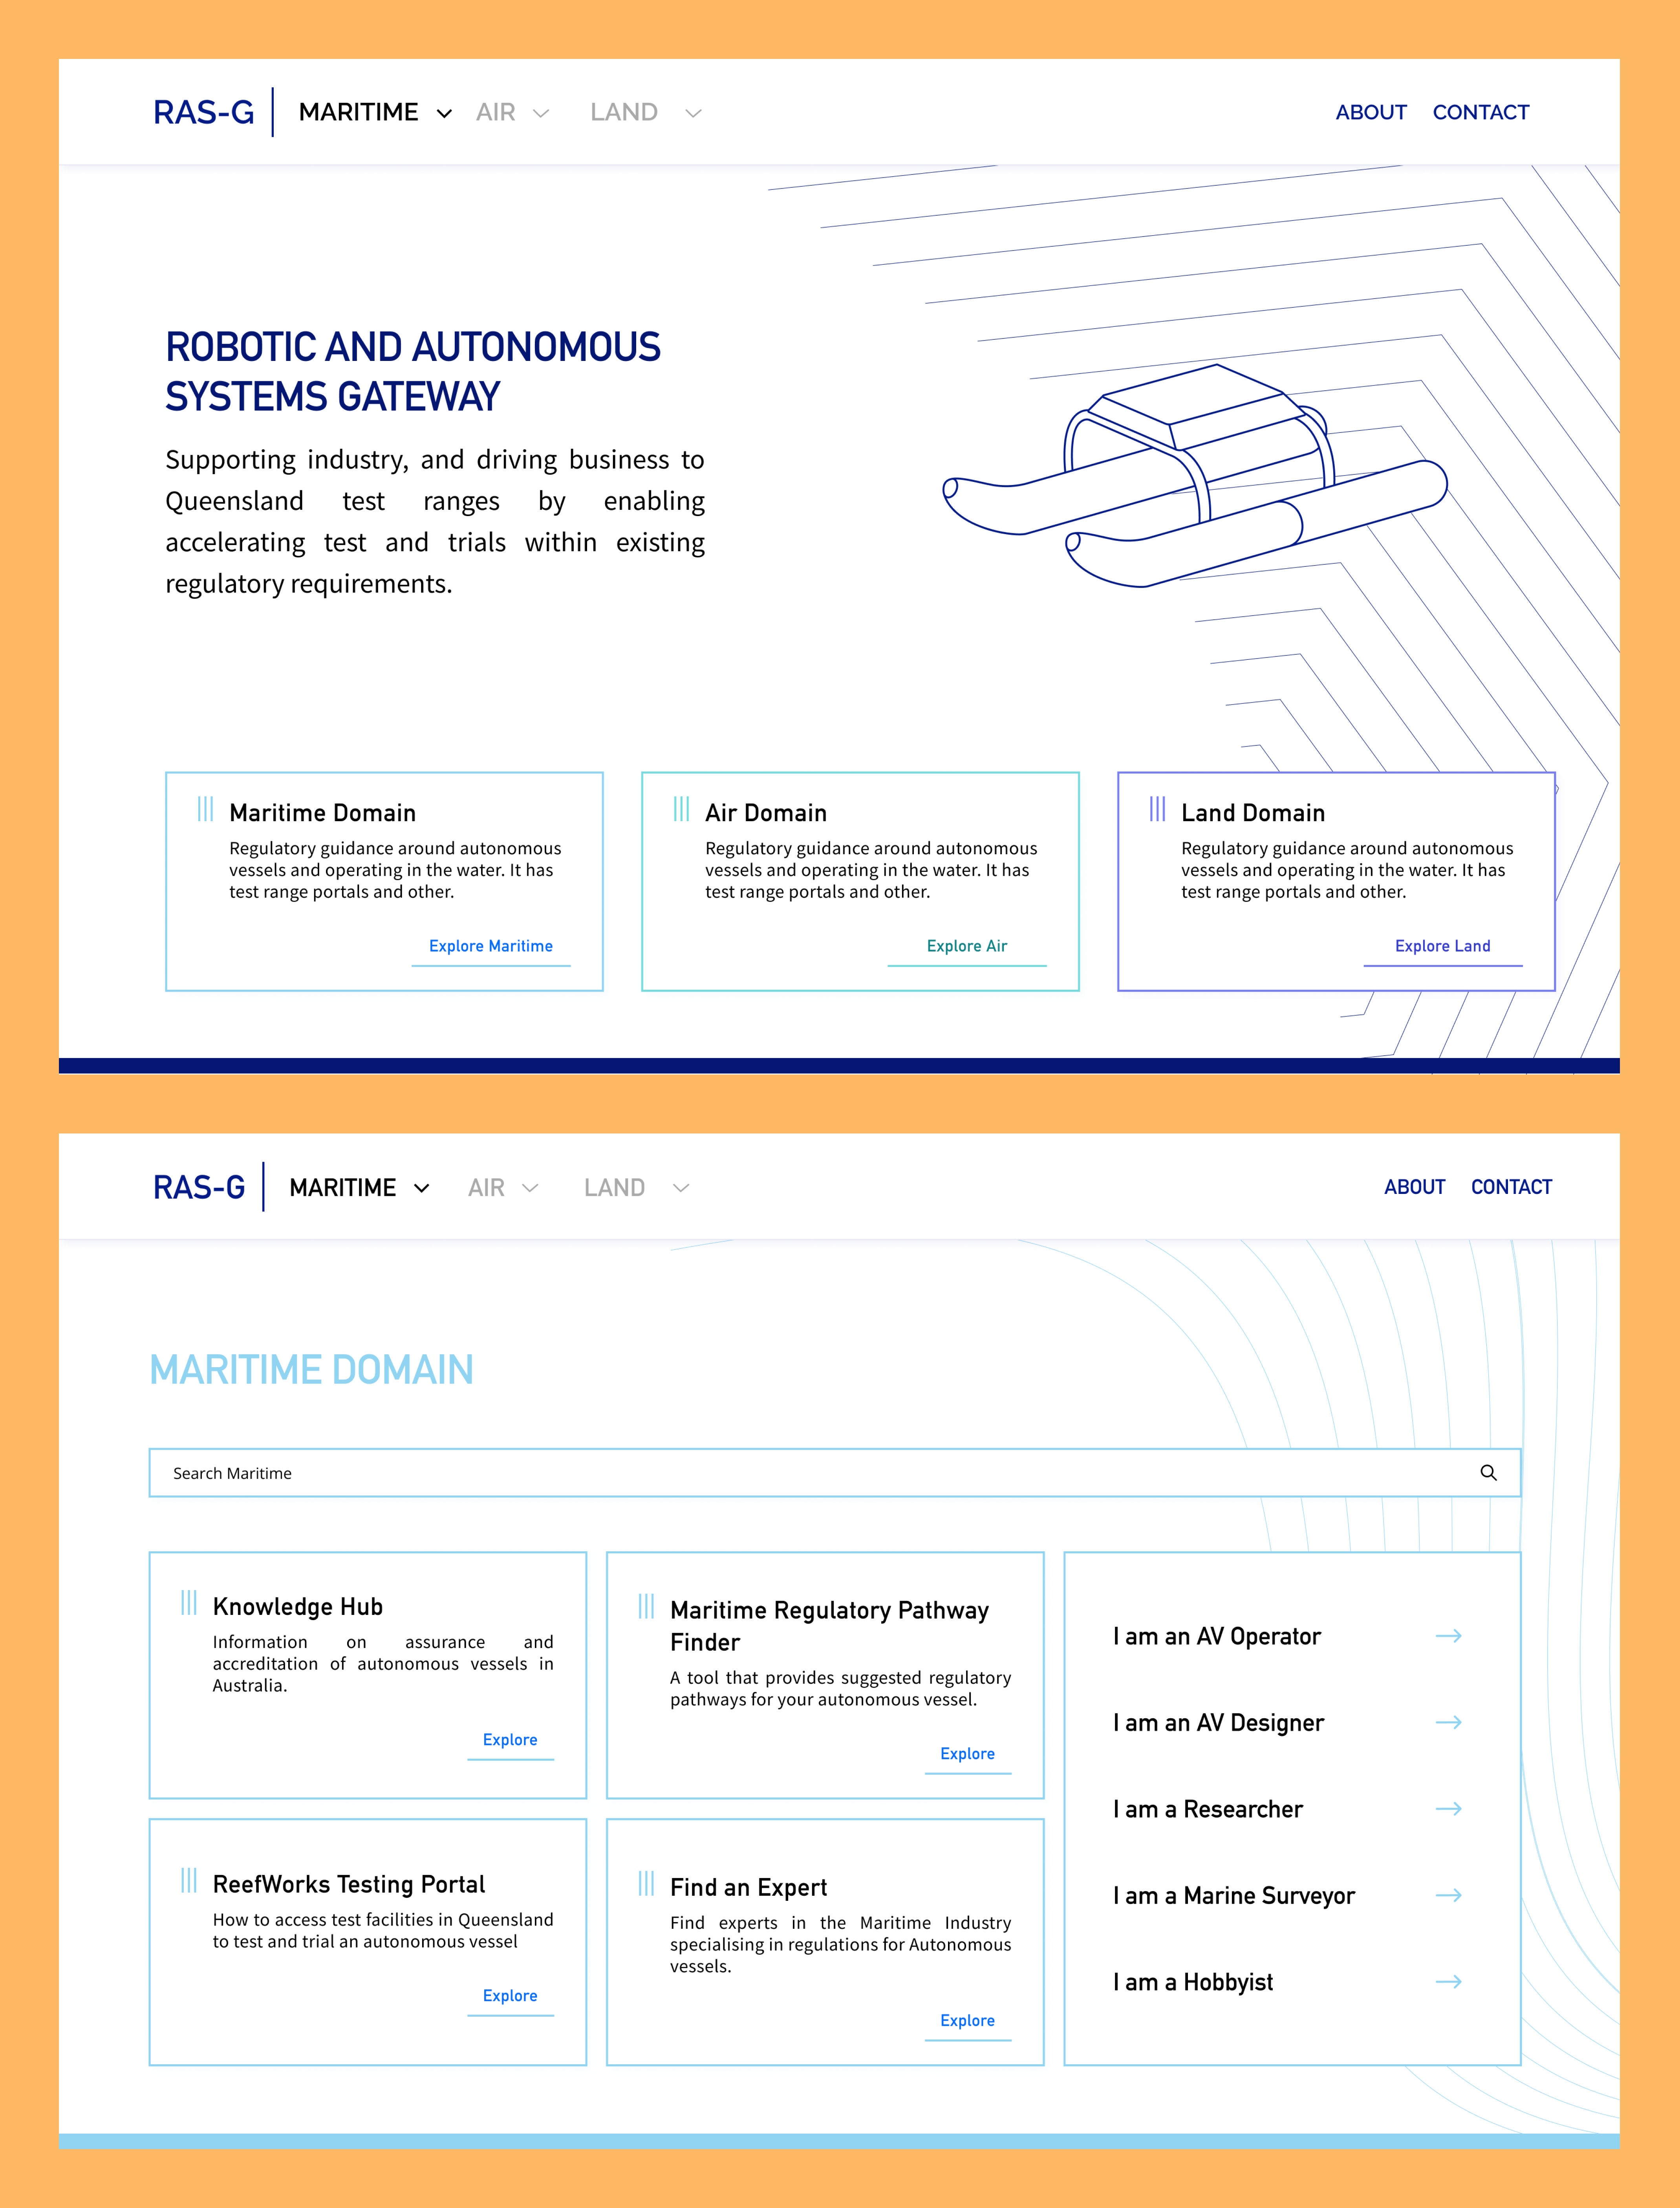 RAS-G MARITIME AIR LAND ABOUT CONTACT
ROBOTIC AND AUTONOMOUS
SYSTEMS GATEWAY
Supporting industry, and driving business to
Queensland test ranges by enabling
accelerating test and trials within existing
regulatory requirements.
Maritime Domain
Regulatory guidance around autonomous
vessels and operating in the water. It has
test range portals and other.
Explore Maritime
Air Domain
Regulatory guidance around autonomous
vessels and operating in the water. It has
test range portals and other.
Explore Air
Land Domain
Regulatory guidance around autonomous
vessels and operating in the water. It has
test range portals and other.
Explore Land
RAS-G MARITIME AIR LAND ABOUT CONTACT
MARITIME DOMAIN
Search Maritime
Knowledge Hub
Information on assurance and
accreditation of autonomous vessels in
Australia.
Explore
Maritime Regulatory Pathway
Finder
A tool that provides suggested regulatory
pathways for your autonomous vessel.
Explore
ReefWorks Testing Portal
How to access test facilities in Queensland
to test and trial an autonomous vessel
Explore
Find an Expert
Find experts in the Maritime Industry
specialising in regulations for Autonomous
vessels.
Explore
I am an AV Operator
I am an AV Designer
I am a Researcher
I am a Marine Surveyor
I am a Hobbyist